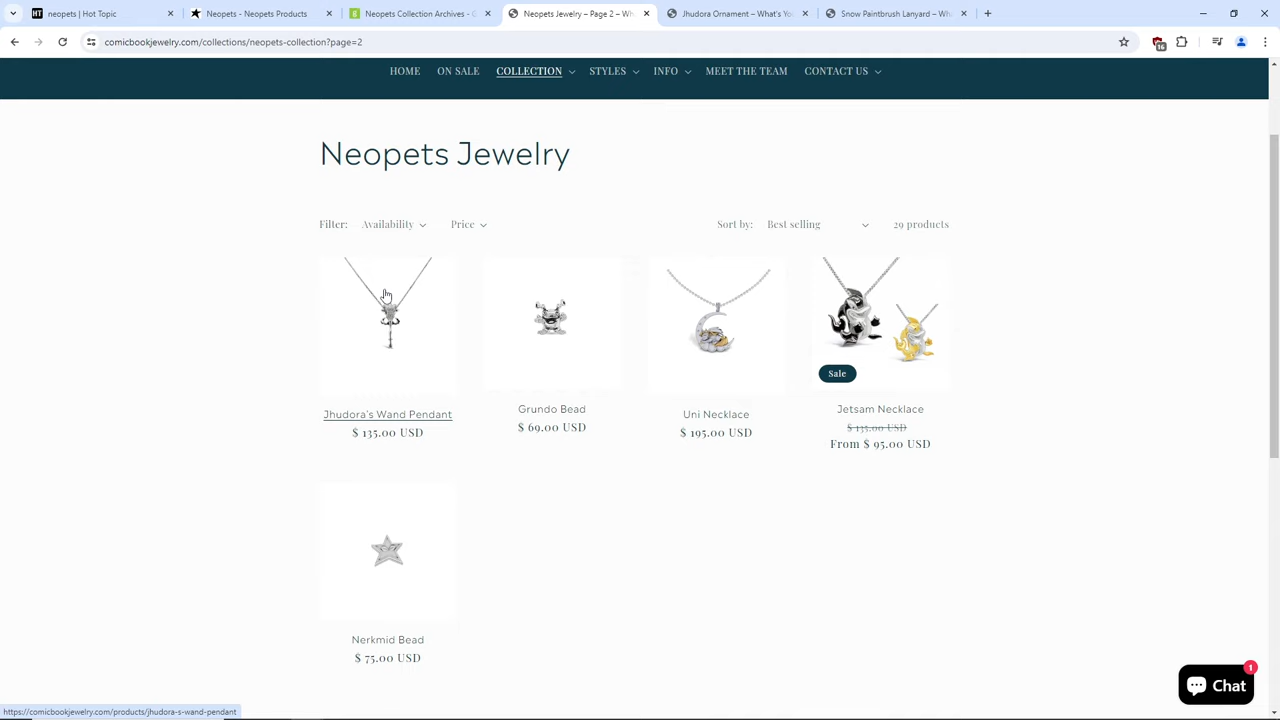 neopets | Hot Topic
Neopets - Neopets Products
Neopets Collection Archives - G
Neopets Jewelry – Page 2 – Wh
Jhudora Ornament – What's Yo
Snow Paintbrush Lanyard – Wh
comicbookjewelry.com/collections/neopets-collection?page=2
16
HOME ON SALE COLLECTION STYLES INFO MEET THE TEAM CONTACT US
Neopets Jewelry
Filter: Availability Price Sort by: Best selling 29 products
Sale
Jhudora's Wand Pendant
$ 135.00 USD
Grundo Bead
$ 69.00 USD
Uni Necklace
$ 195.00 USD
Jetsam Necklace
$ 135.00 USD
From $ 95.00 USD
Nerkmid Bead
$ 75.00 USD
Chat
1
https://comicbookjewelry.com/products/jhudora-s-wand-pendant